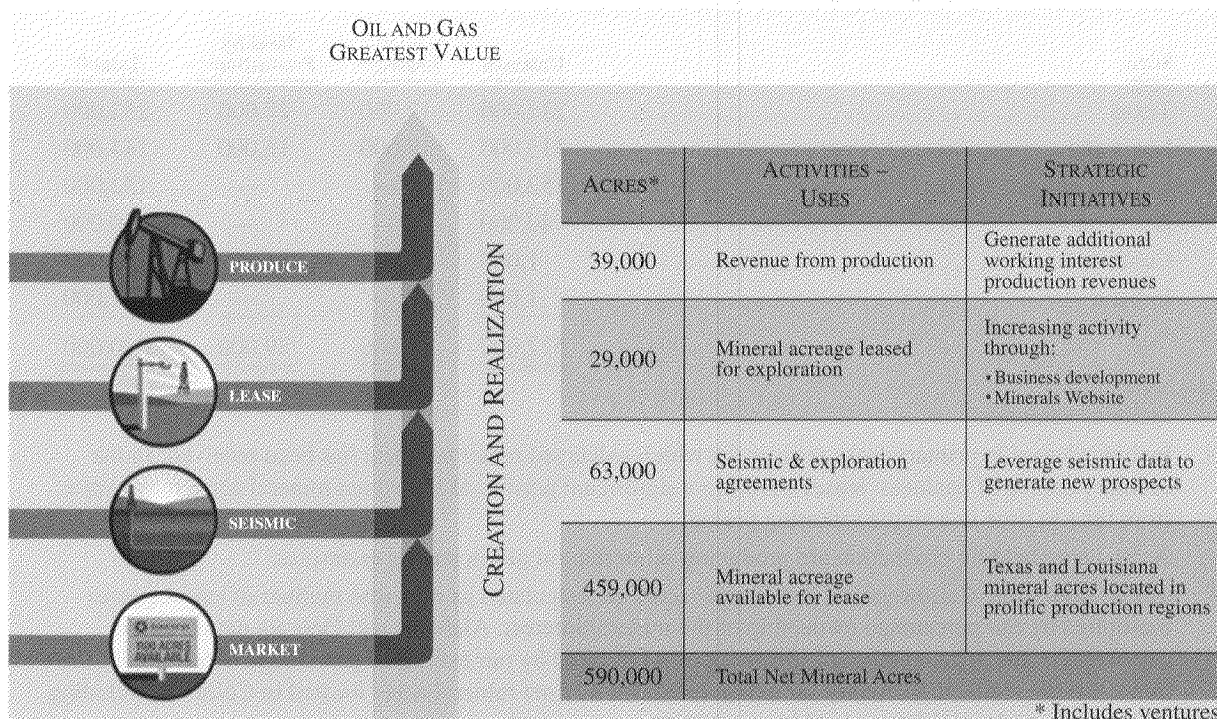 OIL AND GAS
GREATEST VALUE
CREATION AND REALIZATION
PRODUCE
LEASE
SEISMIC
MARKET
ACRES*
ACTIVITIES –
USES
STRATEGIC
INITIATIVES
39,000
Revenue from production
Generate additional
working interest
production revenues
29,000
Mineral acreage leased
for exploration
Increasing activity
through:
• Business development
• Minerals Website
63,000
Seismic & exploration
agreements
Leverage seismic data to
generate new prospects
459,000
Mineral acreage
available for lease
Texas and Louisiana
mineral acres located in
prolific production regions
590,000
Total Net Mineral Acres
* Includes ventures